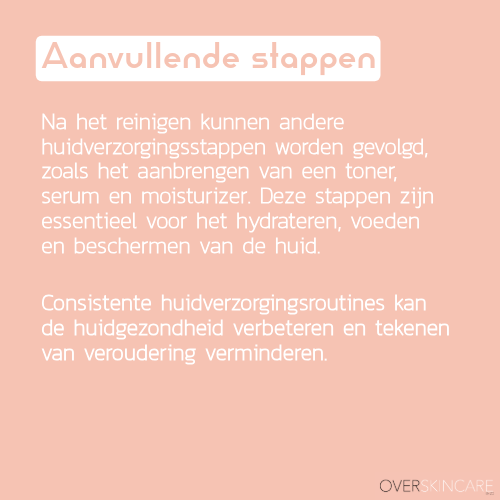 Aanvullende stappen
Na het reinigen kunnen andere
huidverzorgingsstappen worden gevolgd,
zoals het aanbrengen van een toner,
serum en moisturizer. Deze stappen zijn
essentieel voor het hydrateren, voeden
en beschermen van de huid.
Consistente huidverzorgingsroutines kan
de huidgezondheid verbeteren en tekenen
van veroudering verminderen.
OVERSKINCARE